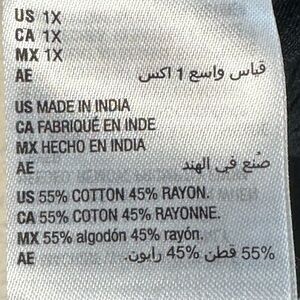 US 1X
CA 1X
MX 1X
AE قياس واسع 1 اكس
US MADE IN INDIA
CA FABRIQUÉ EN INDE
MX HECHO EN INDIA
AE صُنع في الهند
US 55% COTTON 45% RAYON.
CA 55% COTON 45% RAYONNE.
MX 55% algodón 45% rayón.
AE 55% قطن 45% رايون.